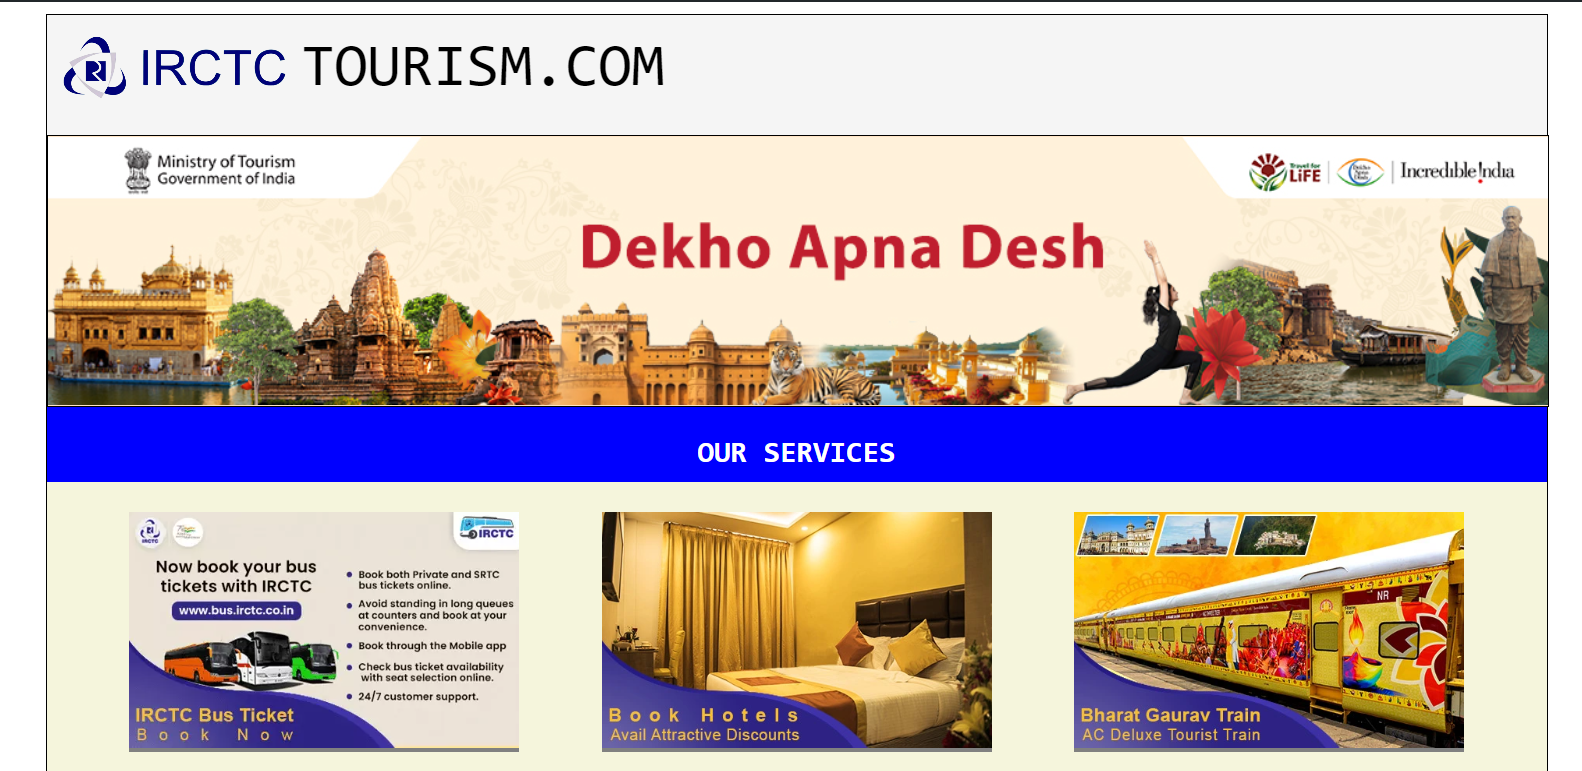 IRCTC TOURISM.COM
Ministry of Tourism
Government of India
Travel for
LiFE
Dekho
Apna
Desh
Incredible !ndia
Dekho Apna Desh
OUR SERVICES
IRCTC
IRCTC
Now book your bus
tickets with IRCTC
www.bus.irctc.co.in
• Book both Private and SRTC
bus tickets online.
• Avoid standing in long queues
at counters and book at your
convenience.
• Book through the Mobile app
• Check bus ticket availability
with seat selection online.
• 24/7 customer support.
IRCTC Bus Ticket
Book Now
Book Hotels
Avail Attractive Discounts
NR
Bharat Gaurav Train
AC Deluxe Tourist Train